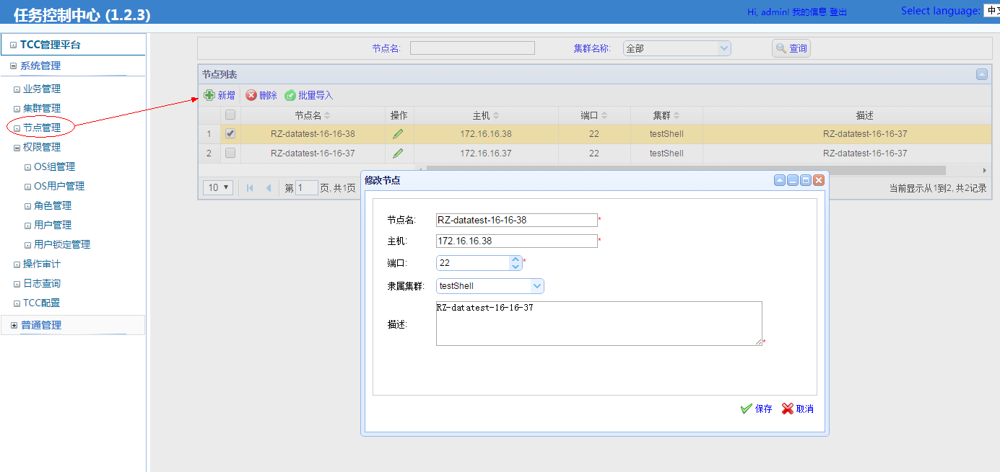 任务控制中心 (1.2.3)
Hi, admin! 我的信息 登出
Select language: 中文
TCC管理平台
系统管理
业务管理
集群管理
节点管理
权限管理
OS组管理
OS用户管理
角色管理
用户管理
用户锁定管理
操作审计
日志查询
TCC配置
普通管理
节点名: 集群名称: 全部 查询
节点列表
新增 删除 批量导入
节点名 操作 主机 端口 集群 描述
1 RZ-datatest-16-16-38 172.16.16.38 22 testShell RZ-datatest-16-16-37
2 RZ-datatest-16-16-37 172.16.16.37 22 testShell RZ-datatest-16-16-37
10 第 1 页, 共1页 当前显示从1到2, 共2记录
修改节点
节点名: RZ-datatest-16-16-38 *
主机: 172.16.16.38 *
端口: 22 *
隶属集群: testShell
描述: RZ-datatest-16-16-37 *
保存 取消